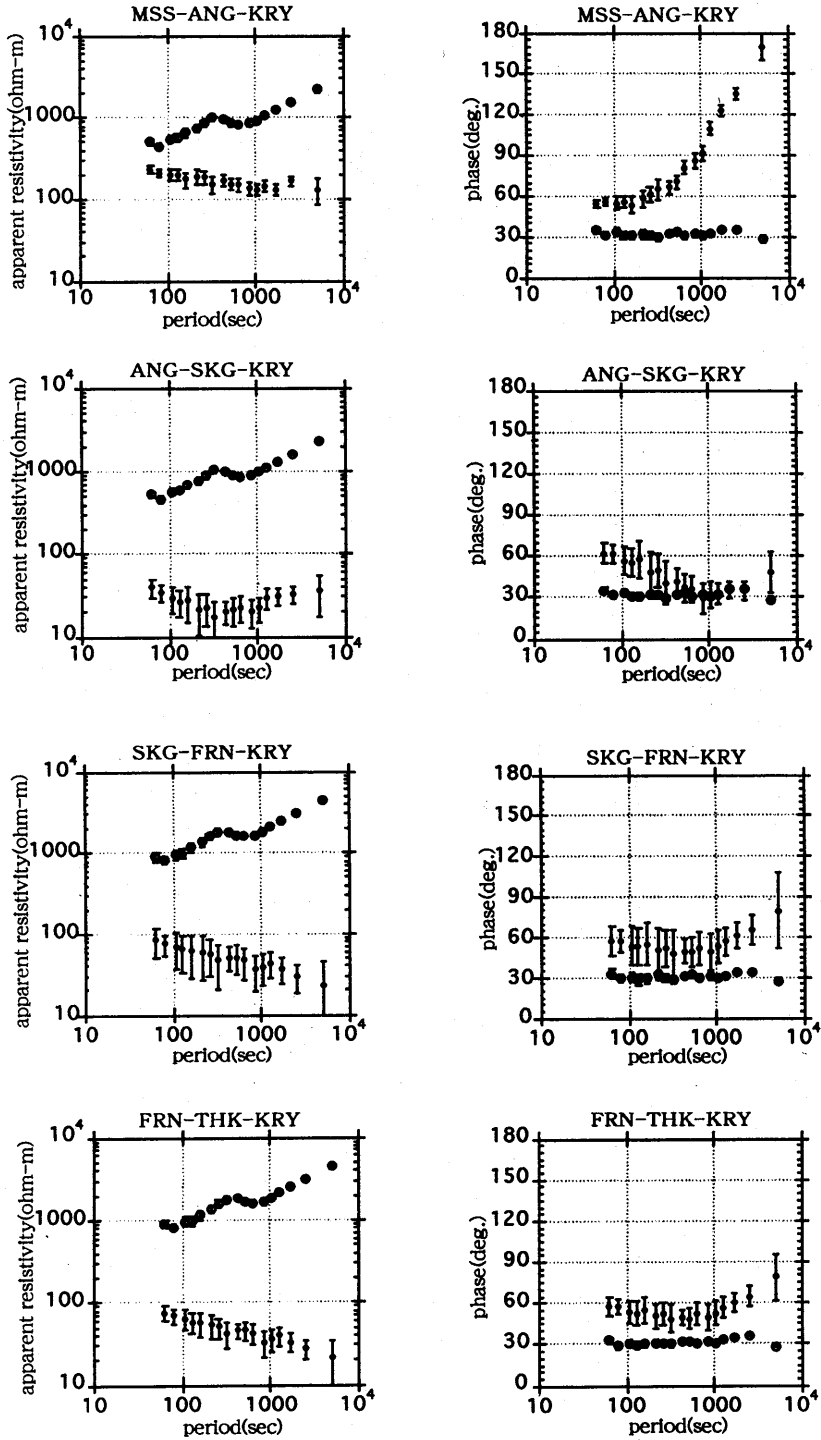 MSS-ANG-KRY
apparent resistivity(ohm-m)
10^4
1000
100
10
10 100 1000 10^4
period(sec)
MSS-ANG-KRY
phase(deg.)
180
150
120
90
60
30
0
10 100 1000 10^4
period(sec)
ANG-SKG-KRY
apparent resistivity(ohm-m)
10^4
1000
100
10
10 100 1000 10^4
period(sec)
ANG-SKG-KRY
phase(deg.)
180
150
120
90
60
30
0
10 100 1000 10^4
period(sec)
SKG-FRN-KRY
apparent resistivity(ohm-m)
10^4
1000
100
10
10 100 1000 10^4
period(sec)
SKG-FRN-KRY
phase(deg.)
180
150
120
90
60
30
0
10 100 1000 10^4
period(sec)
FRN-THK-KRY
apparent resistivity(ohm-m)
10^4
1000
100
10
10 100 1000 10^4
period(sec)
FRN-THK-KRY
phase(deg.)
180
150
120
90
60
30
0
10 100 1000 10^4
period(sec)